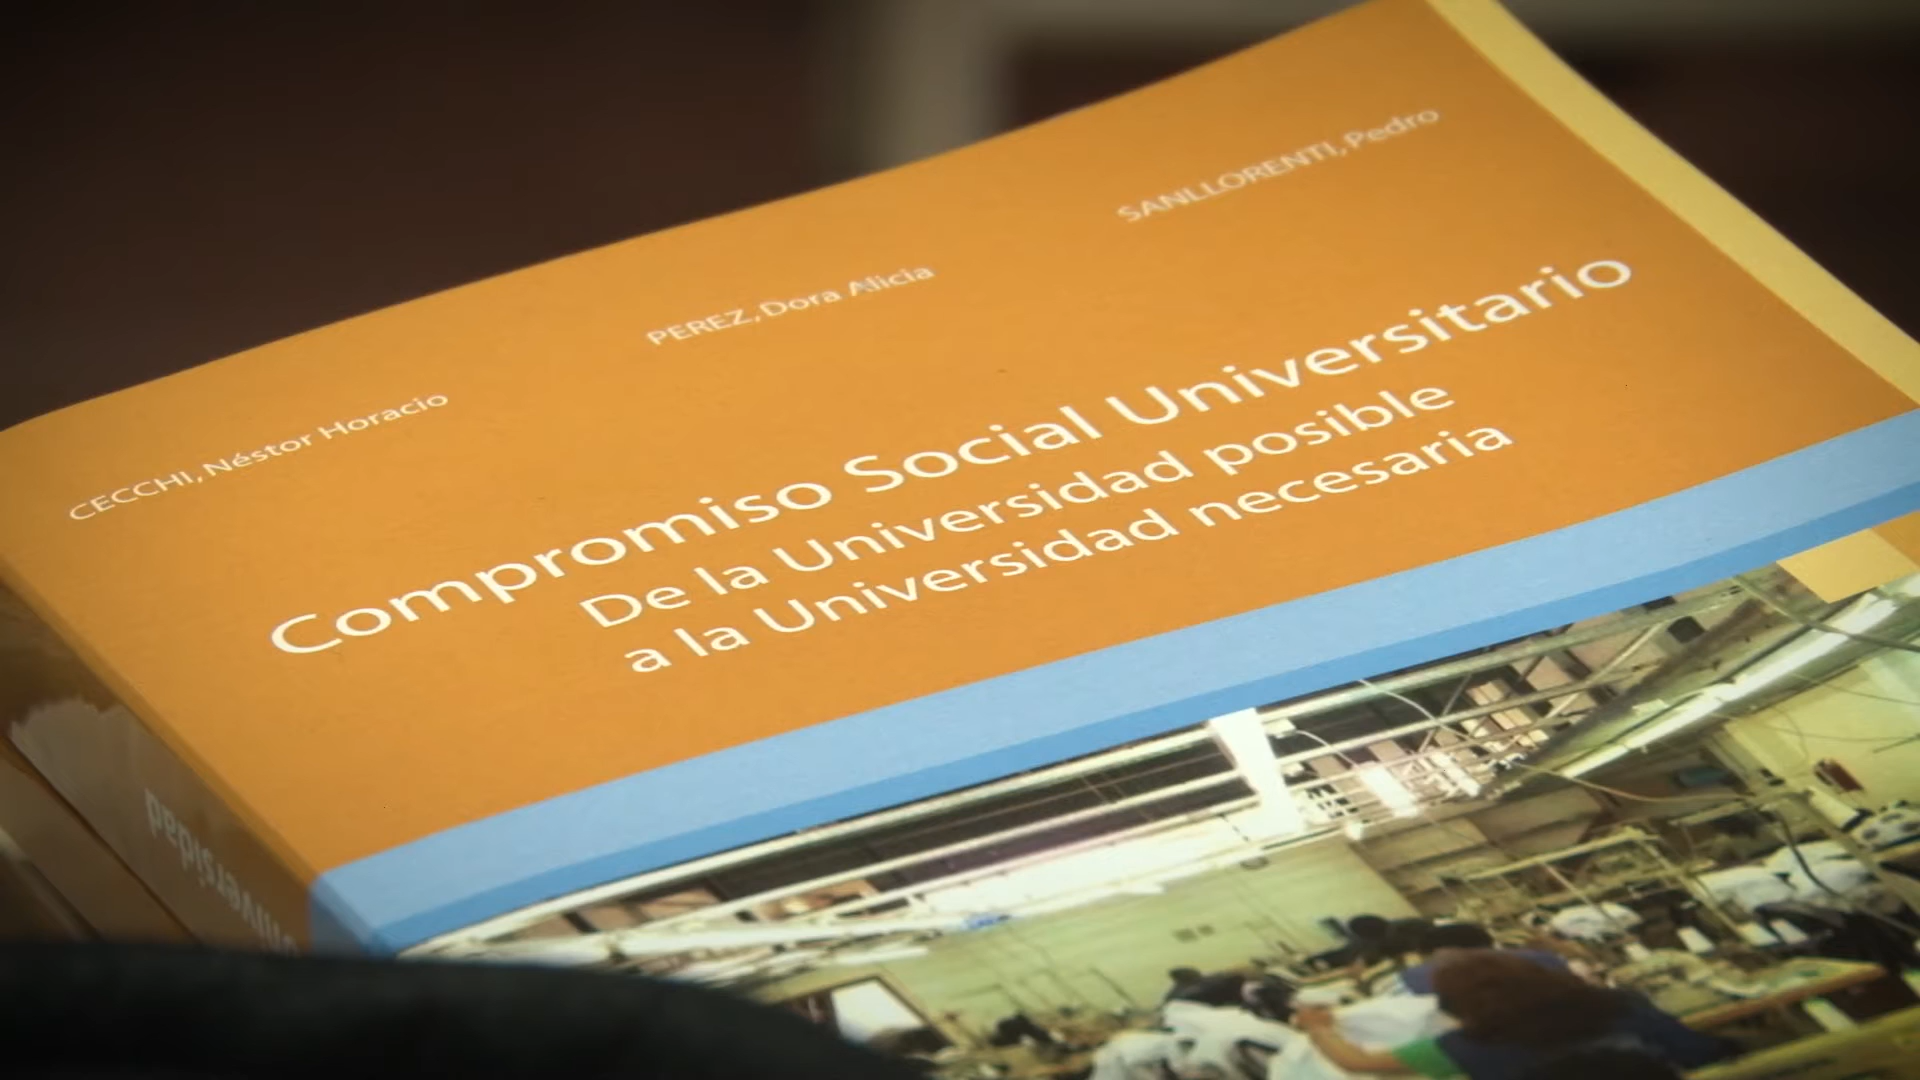 CECCHI, Néstor Horacio
PEREZ, Dora Alicia
SANLLORENTI, Pedro
Compromiso Social Universitario
De la Universidad posible
a la Universidad necesaria